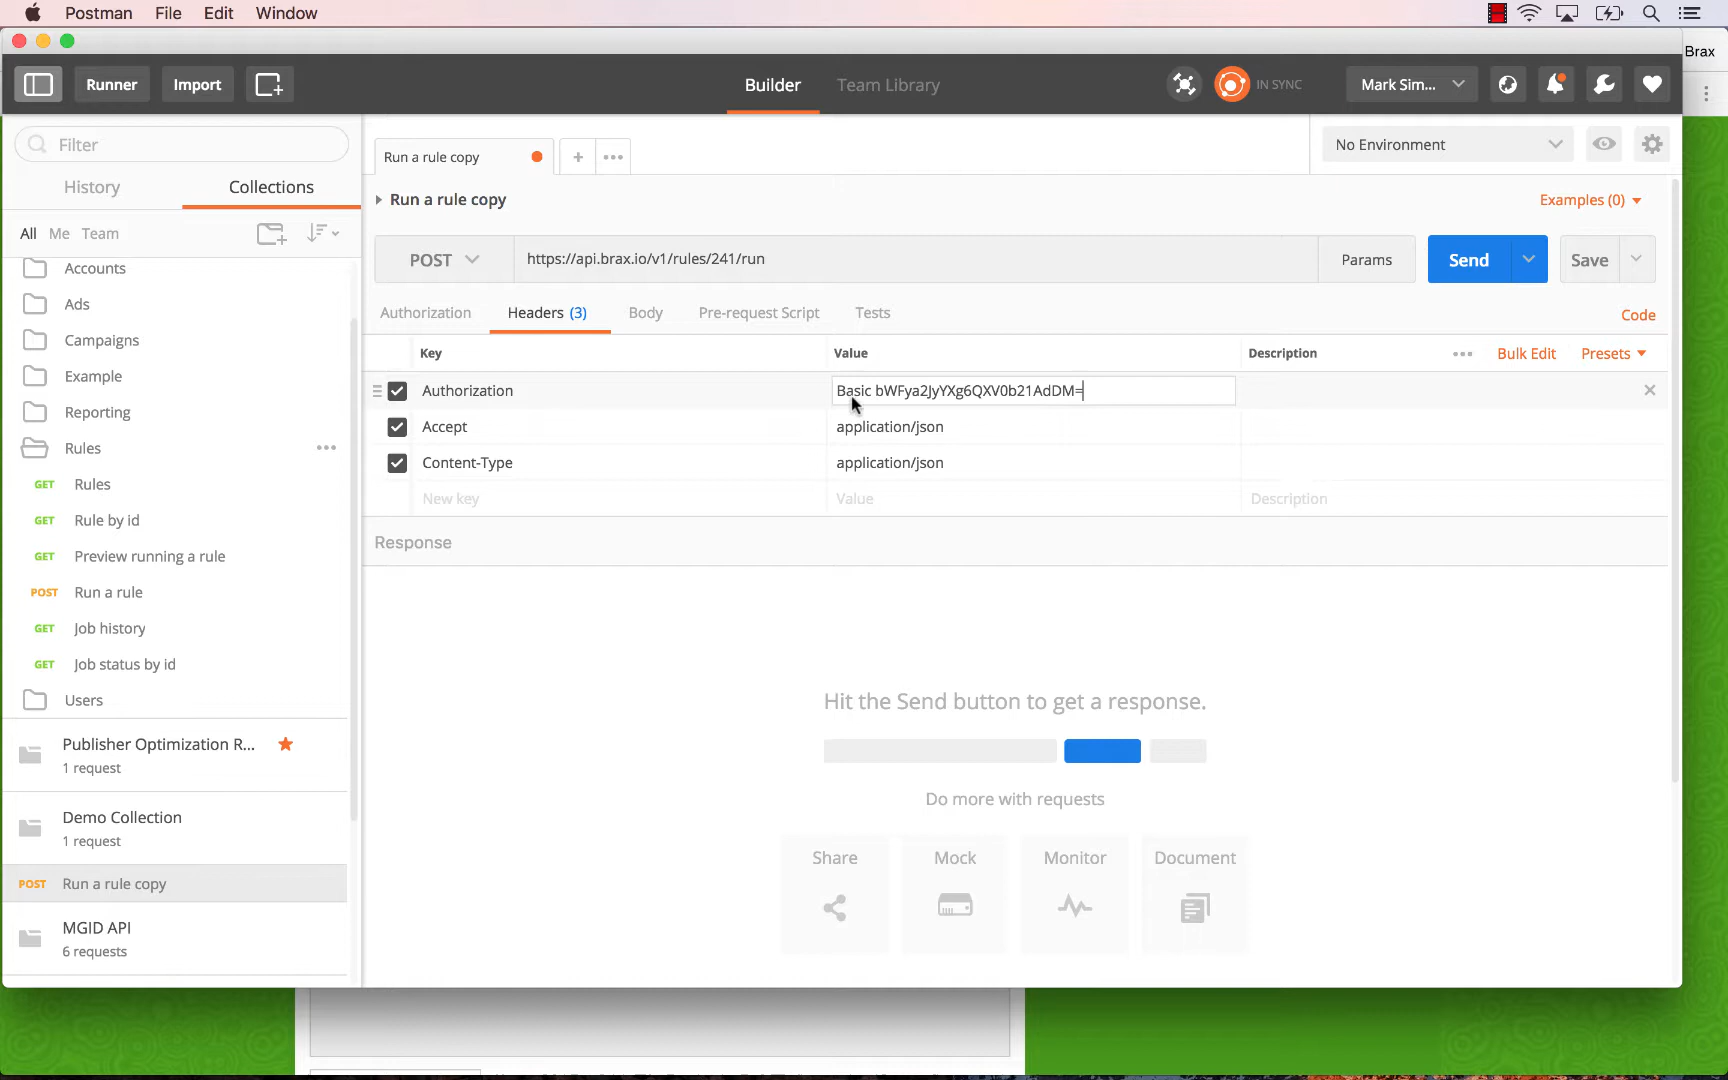 Postman File Edit Window
Brax
Runner Import Builder Team Library IN SYNC Mark Sim...
Filter
Run a rule copy
No Environment
History Collections
Run a rule copy
Examples (0)
All Me Team
POST https://api.brax.io/v1/rules/241/run Params Send Save
Accounts
Ads
Campaigns
Example
Reporting
Rules
GET Rules
GET Rule by id
GET Preview running a rule
POST Run a rule
GET Job history
GET Job status by id
Users
Publisher Optimization R...
1 request
Demo Collection
1 request
POST Run a rule copy
MGID API
6 requests
Authorization Headers (3) Body Pre-request Script Tests Code
Key Value Description Bulk Edit Presets
Authorization Basic bWFya2JyYXg6QXV0b21AdDM=
Accept application/json
Content-Type application/json
New key Value Description
Response
Hit the Send button to get a response.
Do more with requests
Share Mock Monitor Document